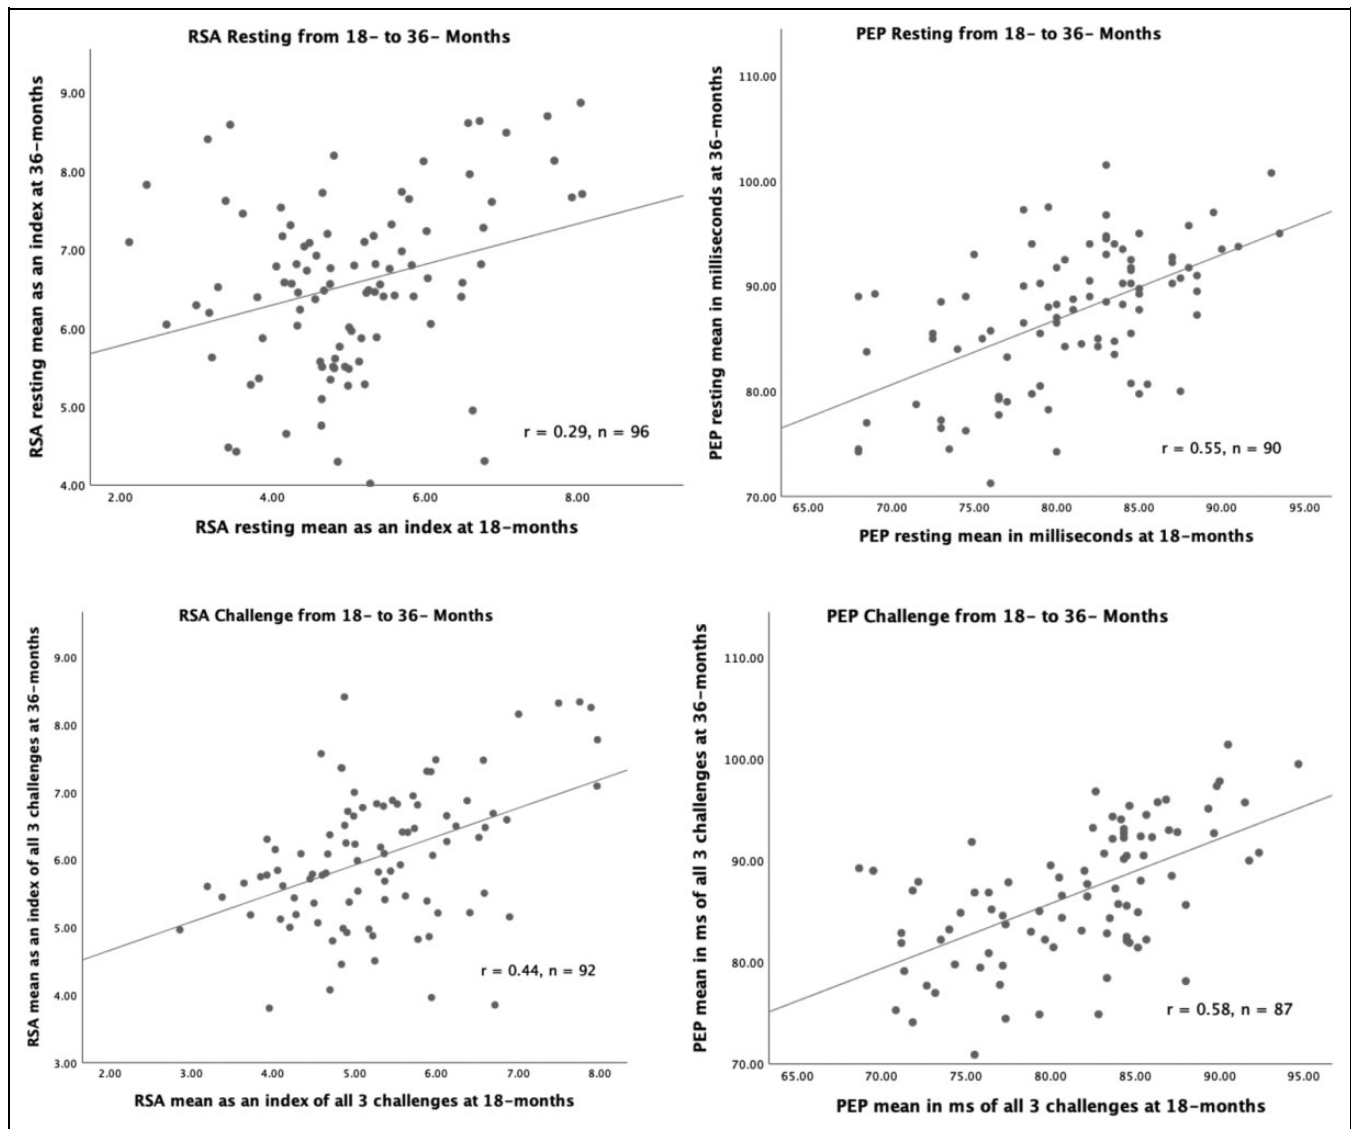 RSA Resting from 18- to 36- Months
RSA resting mean as an index at 36-months
9.00
8.00
7.00
6.00
5.00
4.00
r = 0.29, n = 96
2.00 4.00 6.00 8.00
RSA resting mean as an index at 18-months
PEP Resting from 18- to 36- Months
PEP resting mean in milliseconds at 36-months
110.00
100.00
90.00
80.00
70.00
r = 0.55, n = 90
65.00 70.00 75.00 80.00 85.00 90.00 95.00
PEP resting mean in milliseconds at 18-months
RSA Challenge from 18- to 36- Months
RSA mean as an index of all 3 challenges at 36-months
9.00
8.00
7.00
6.00
5.00
4.00
3.00
r = 0.44, n = 92
2.00 3.00 4.00 5.00 6.00 7.00 8.00
RSA mean as an index of all 3 challenges at 18-months
PEP Challenge from 18- to 36- Months
PEP mean in ms of all 3 challenges at 36-months
110.00
100.00
90.00
80.00
70.00
r = 0.58, n = 87
65.00 70.00 75.00 80.00 85.00 90.00 95.00
PEP mean in ms of all 3 challenges at 18-months